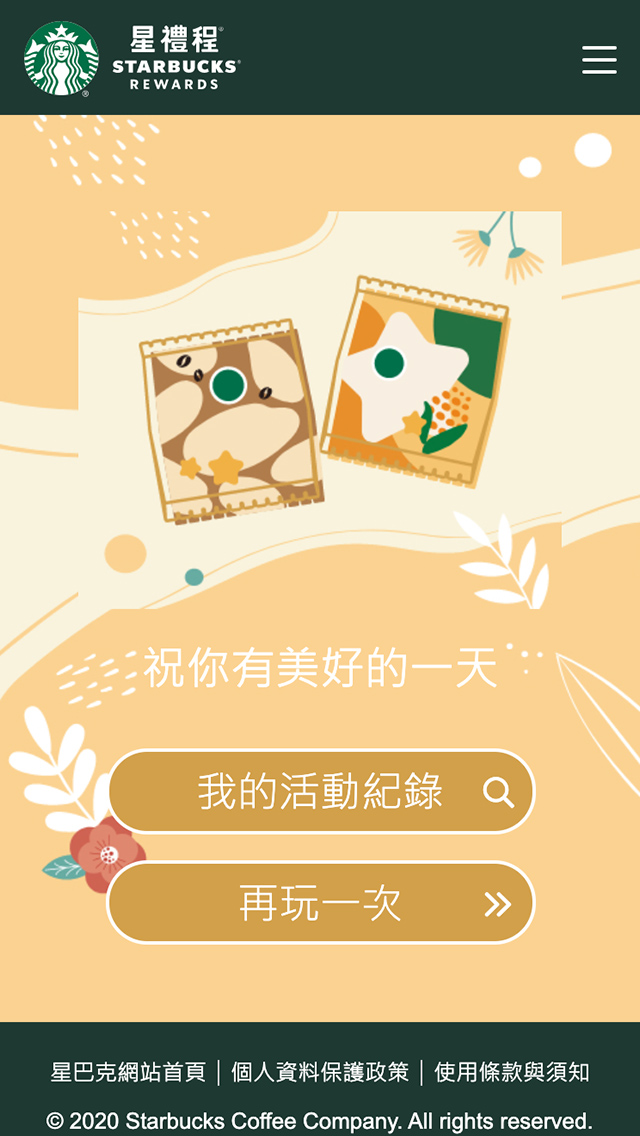 星禮程®
STARBUCKS®
REWARDS
祝你有美好的一天
我的活動紀錄
再玩一次
星巴克網站首頁 | 個人資料保護政策 | 使用條款與須知
© 2020 Starbucks Coffee Company. All rights reserved.